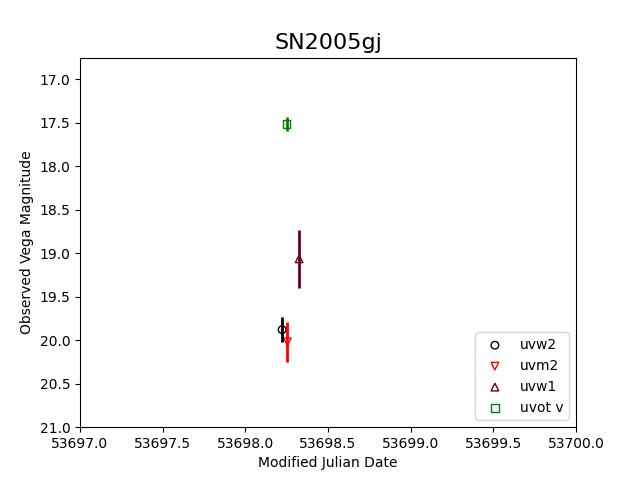 SN2005gj
Observed Vega Magnitude
17.0
17.5
18.0
18.5
19.0
19.5
20.0
20.5
21.0
uvw2
uvm2
uvw1
uvot v
53697.0 53697.5 53698.0 53698.5 53699.0 53699.5 53700.0
Modified Julian Date